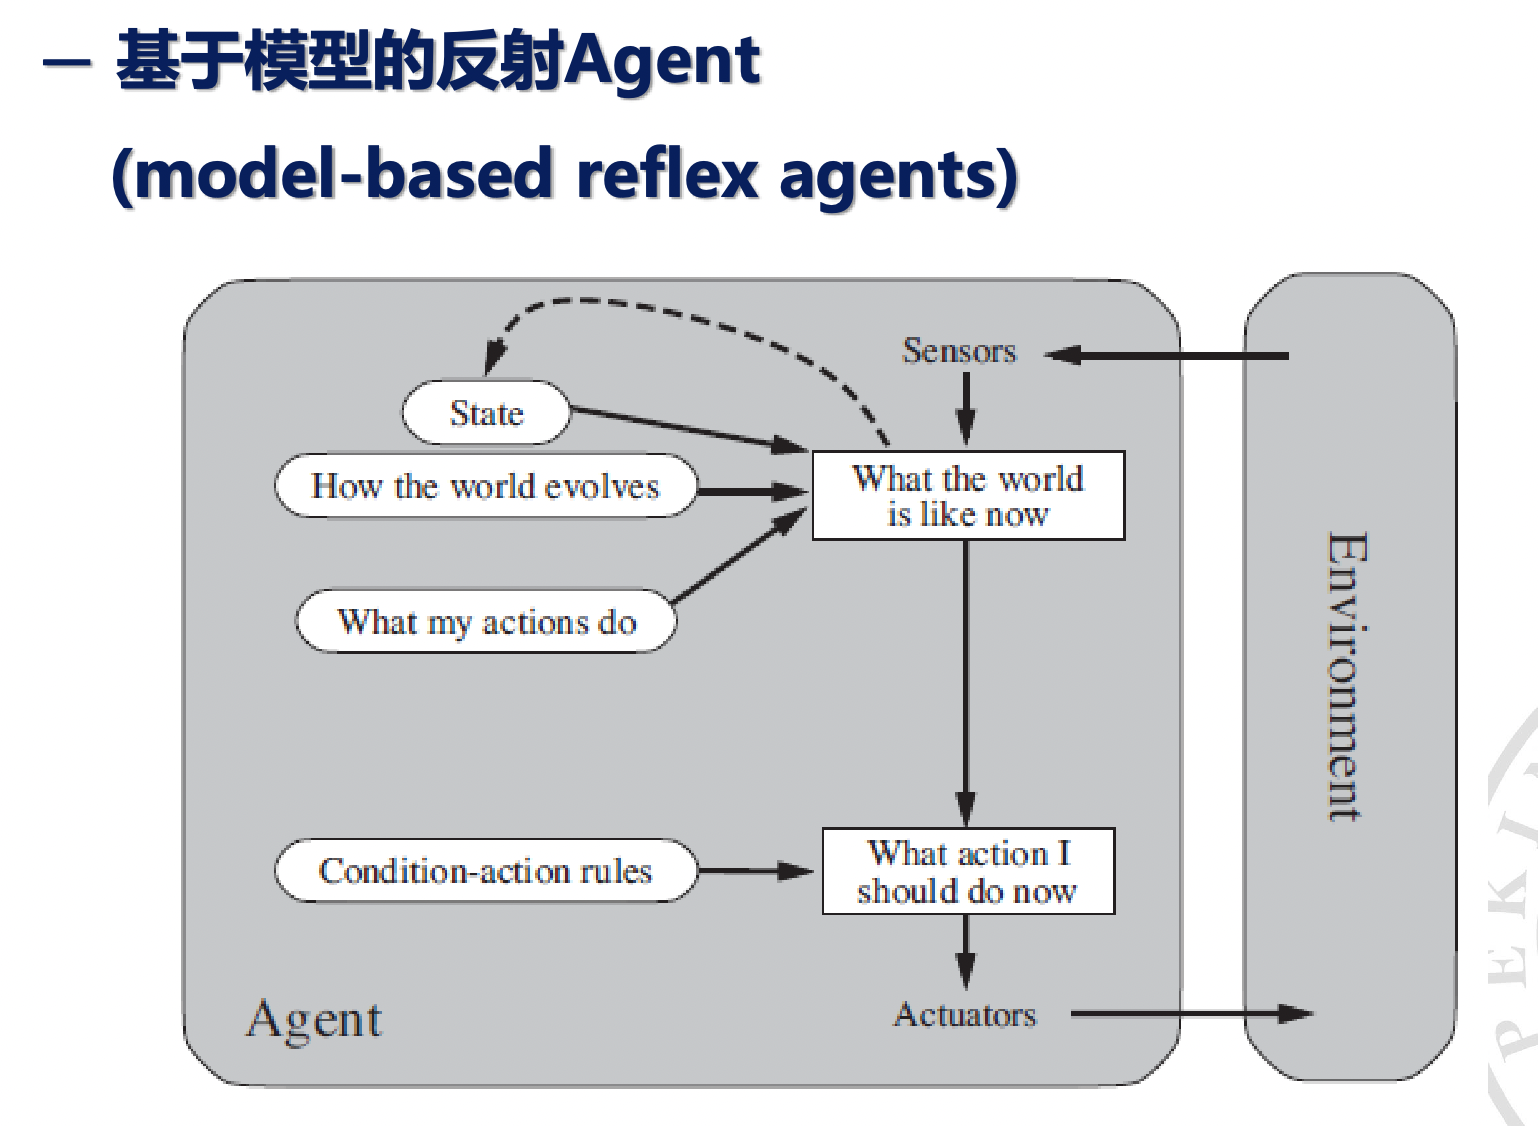 — 基于模型的反射Agent
(model-based reflex agents)
Sensors
State
How the world evolves
What the world
is like now
What my actions do
Environment
Condition-action rules
What action I
should do now
Agent
Actuators
PEKI